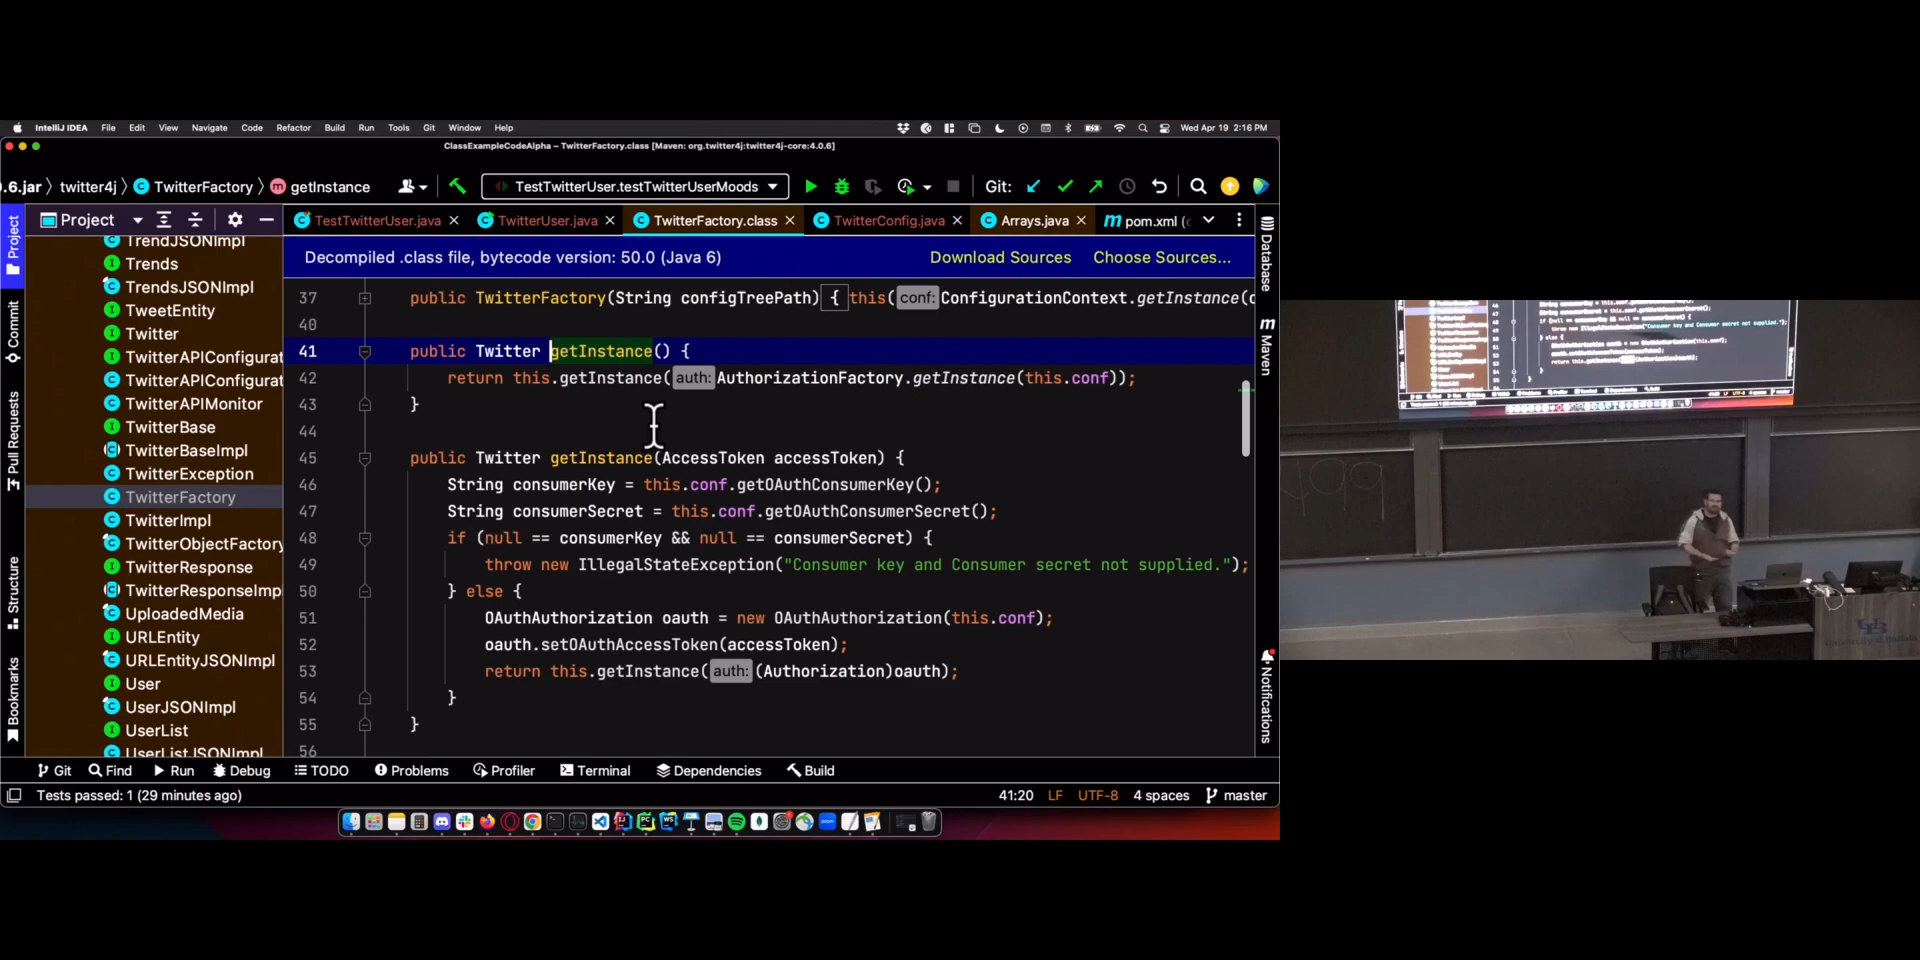 IntelliJ IDEA File Edit View Navigate Code Refactor Build Run Tools Git Window Help Wed Apr 19 2:16 PM
ClassExampleCodeAlpha – TwitterFactory.class [Maven: org.twitter4j:twitter4j-core:4.0.6]
.6.jar twitter4j TwitterFactory getInstance TestTwitterUser.testTwitterUserMoods Git:
Project TestTwitterUser.java TwitterUser.java TwitterFactory.class TwitterConfig.java Arrays.java pom.xml (
Decompiled .class file, bytecode version: 50.0 (Java 6) Download Sources Choose Sources...
Project
Commit
Pull Requests
Structure
Bookmarks
TrendJSONImpl
Trends
TrendsJSONImpl
TweetEntity
Twitter
TwitterAPIConfigurat
TwitterAPIConfigurat
TwitterAPIMonitor
TwitterBase
TwitterBaseImpl
TwitterException
TwitterFactory
TwitterImpl
TwitterObjectFactory
TwitterResponse
TwitterResponseImpl
UploadedMedia
URLEntity
URLEntityJSONImpl
User
UserJSONImpl
UserList
UserListJSONImpl
37 public TwitterFactory(String configTreePath) { this( conf: ConfigurationContext.getInstance(c
40
41 public Twitter getInstance() {
42 return this.getInstance( auth: AuthorizationFactory.getInstance(this.conf));
43 }
44
45 public Twitter getInstance(AccessToken accessToken) {
46 String consumerKey = this.conf.getOAuthConsumerKey();
47 String consumerSecret = this.conf.getOAuthConsumerSecret();
48 if (null == consumerKey && null == consumerSecret) {
49 throw new IllegalStateException("Consumer key and Consumer secret not supplied.");
50 } else {
51 OAuthAuthorization oauth = new OAuthAuthorization(this.conf);
52 oauth.setOAuthAccessToken(accessToken);
53 return this.getInstance( auth: (Authorization)oauth);
54 }
55 }
56
Database
Maven
Notifications
Git Find Run Debug TODO Problems Profiler Terminal Dependencies Build
Tests passed: 1 (29 minutes ago) 41:20 LF UTF-8 4 spaces master